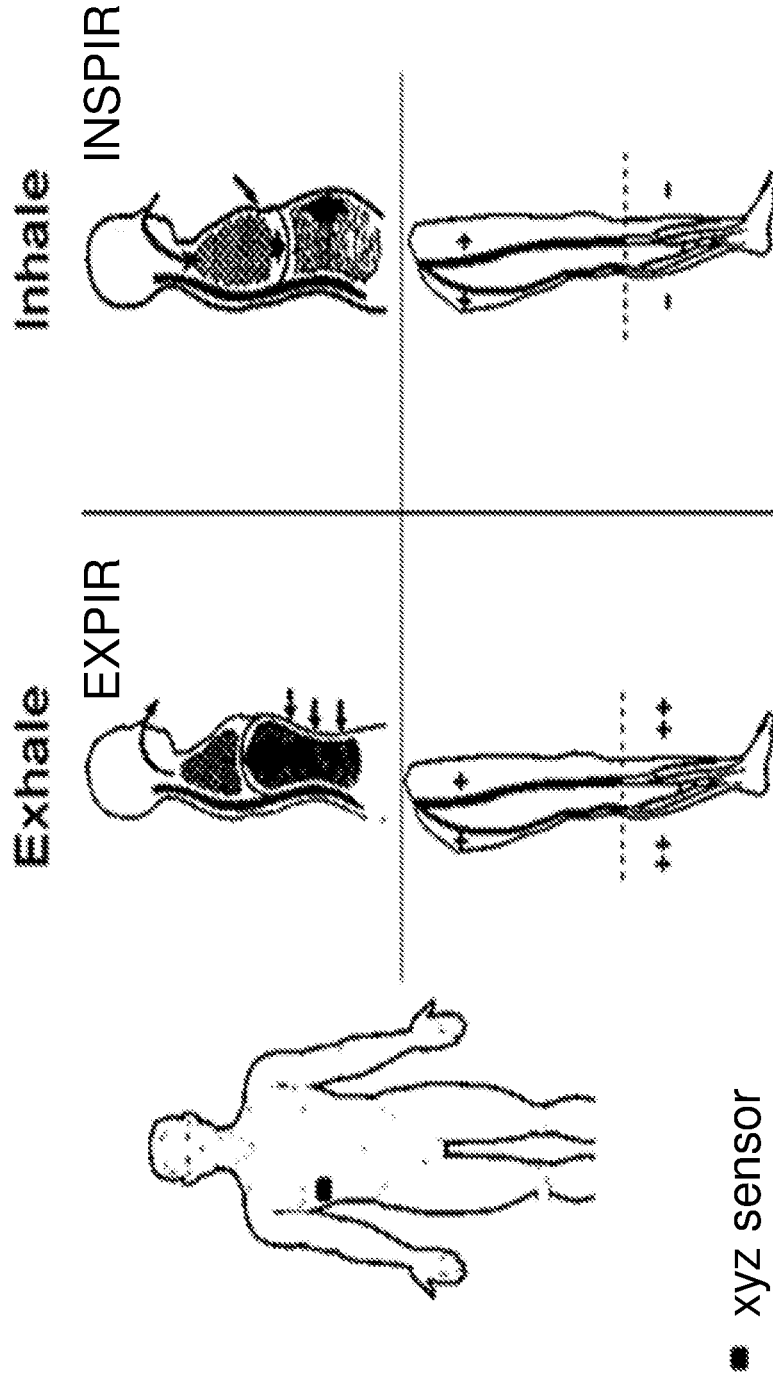 Exhale
Inhale
EXPIR
INSPIR
+ +
+ +
++ ++
- -
xyz sensor